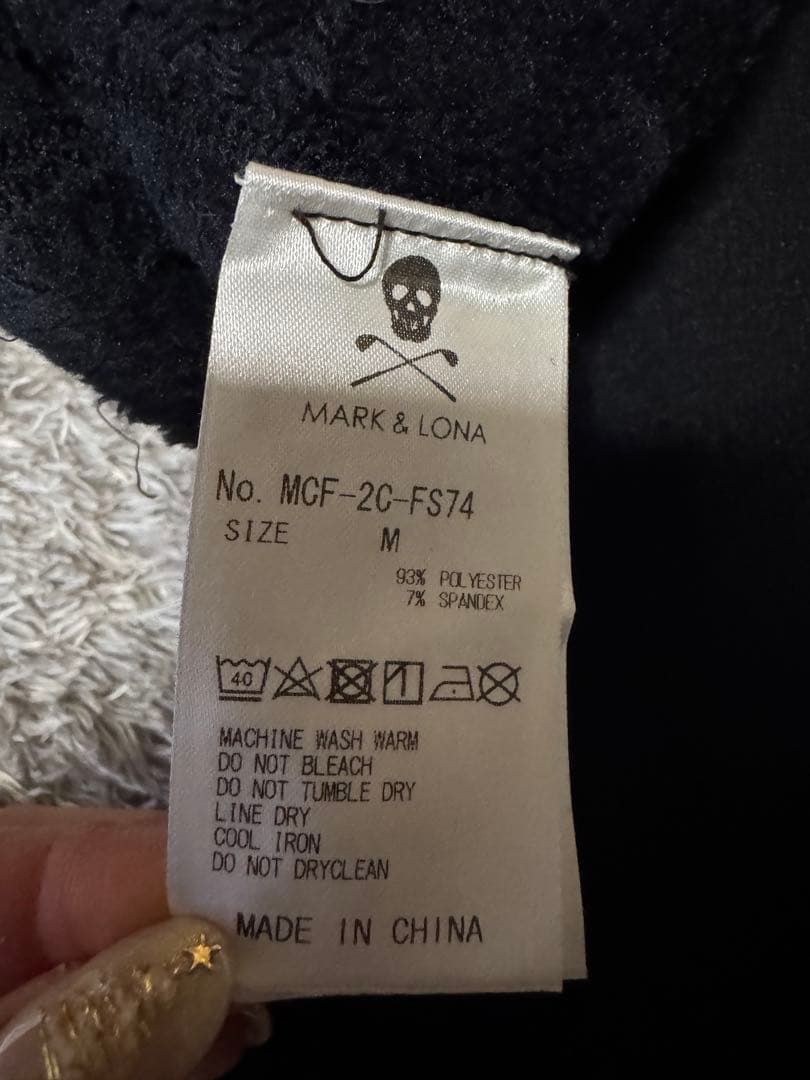 MARK & LONA
No. MCF-2C-FS74
SIZE M
93% POLYESTER
7% SPANDEX
40
MACHINE WASH WARM
DO NOT BLEACH
DO NOT TUMBLE DRY
LINE DRY
COOL IRON
DO NOT DRYCLEAN
MADE IN CHINA